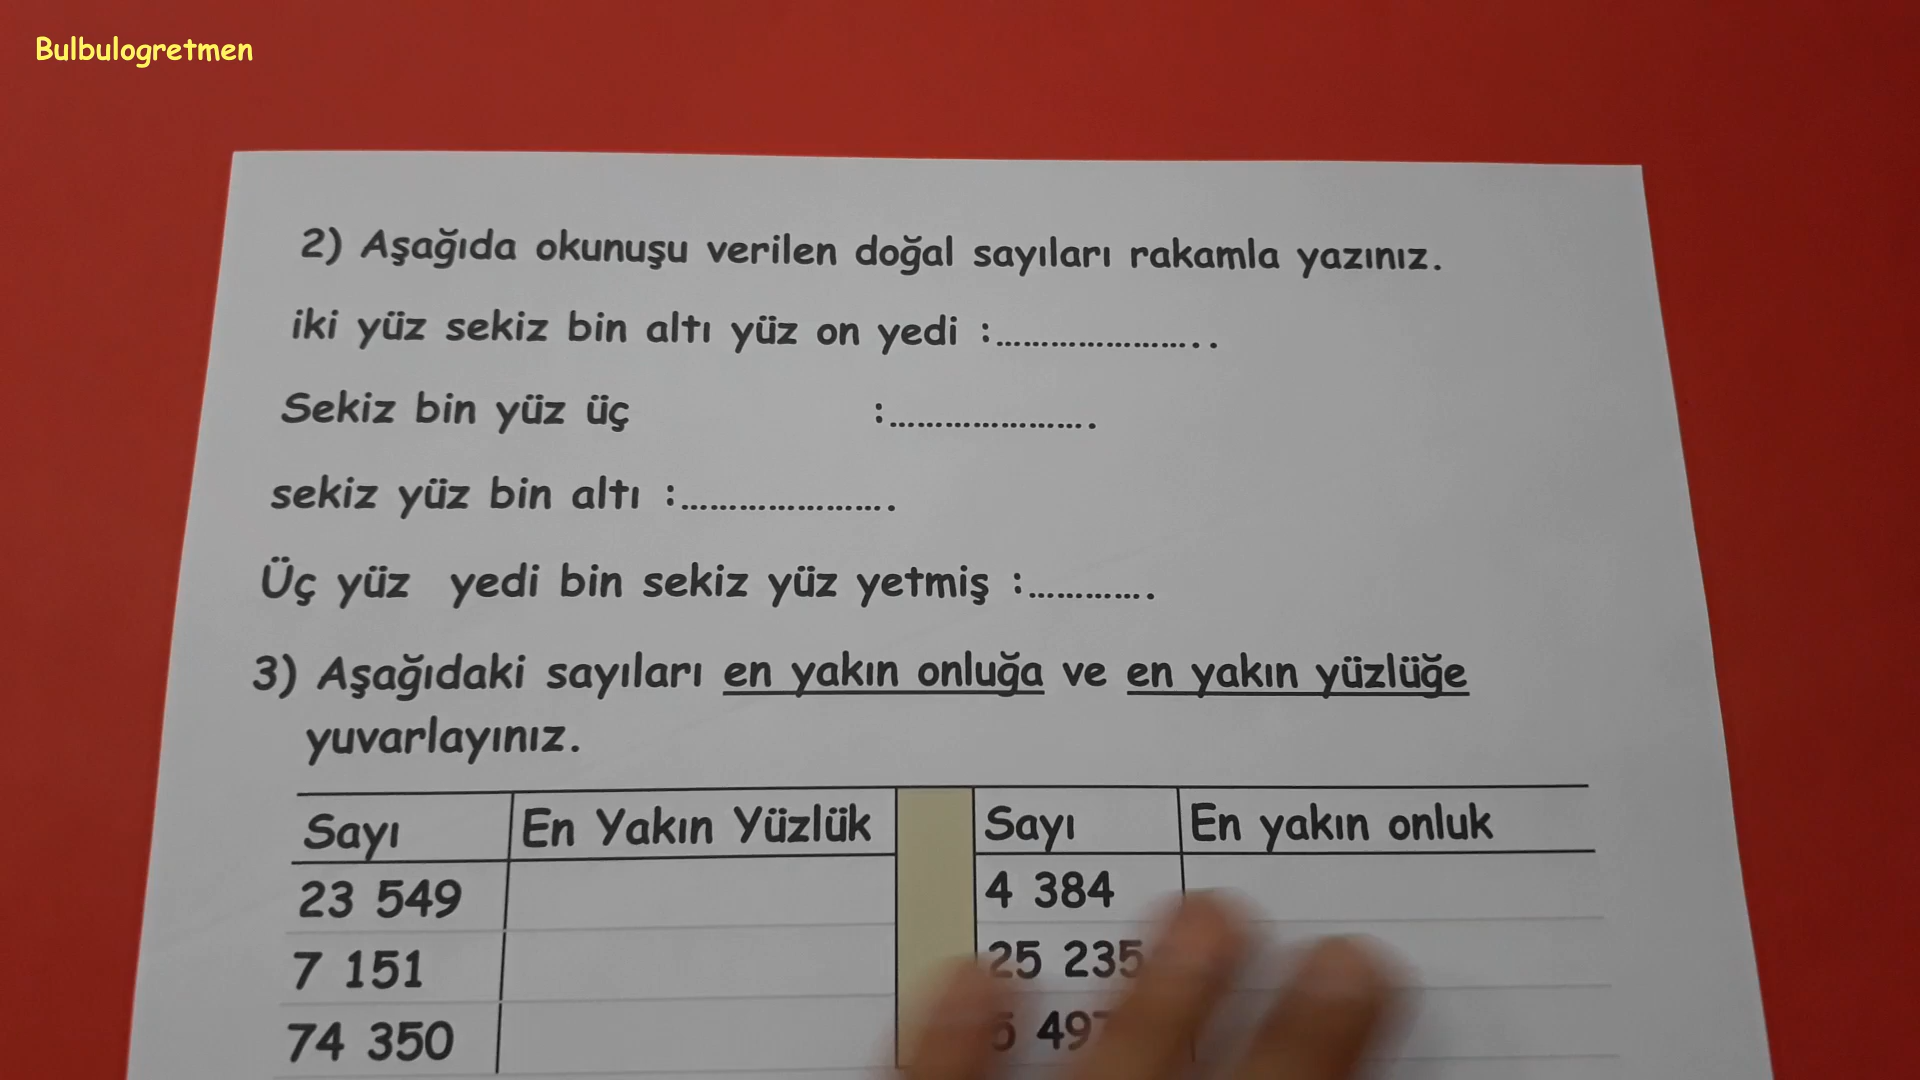 Bulbulogretmen
2) Aşağıda okunuşu verilen doğal sayıları rakamla yazınız.
iki yüz sekiz bin altı yüz on yedi :......................
Sekiz bin yüz üç :......................
sekiz yüz bin altı :......................
Üç yüz yedi bin sekiz yüz yetmiş :.............
3) Aşağıdaki sayıları en yakın onluğa ve en yakın yüzlüğe
yuvarlayınız.
Sayı En Yakın Yüzlük Sayı En yakın onluk
23 549 4 384
7 151 25 235
74 350